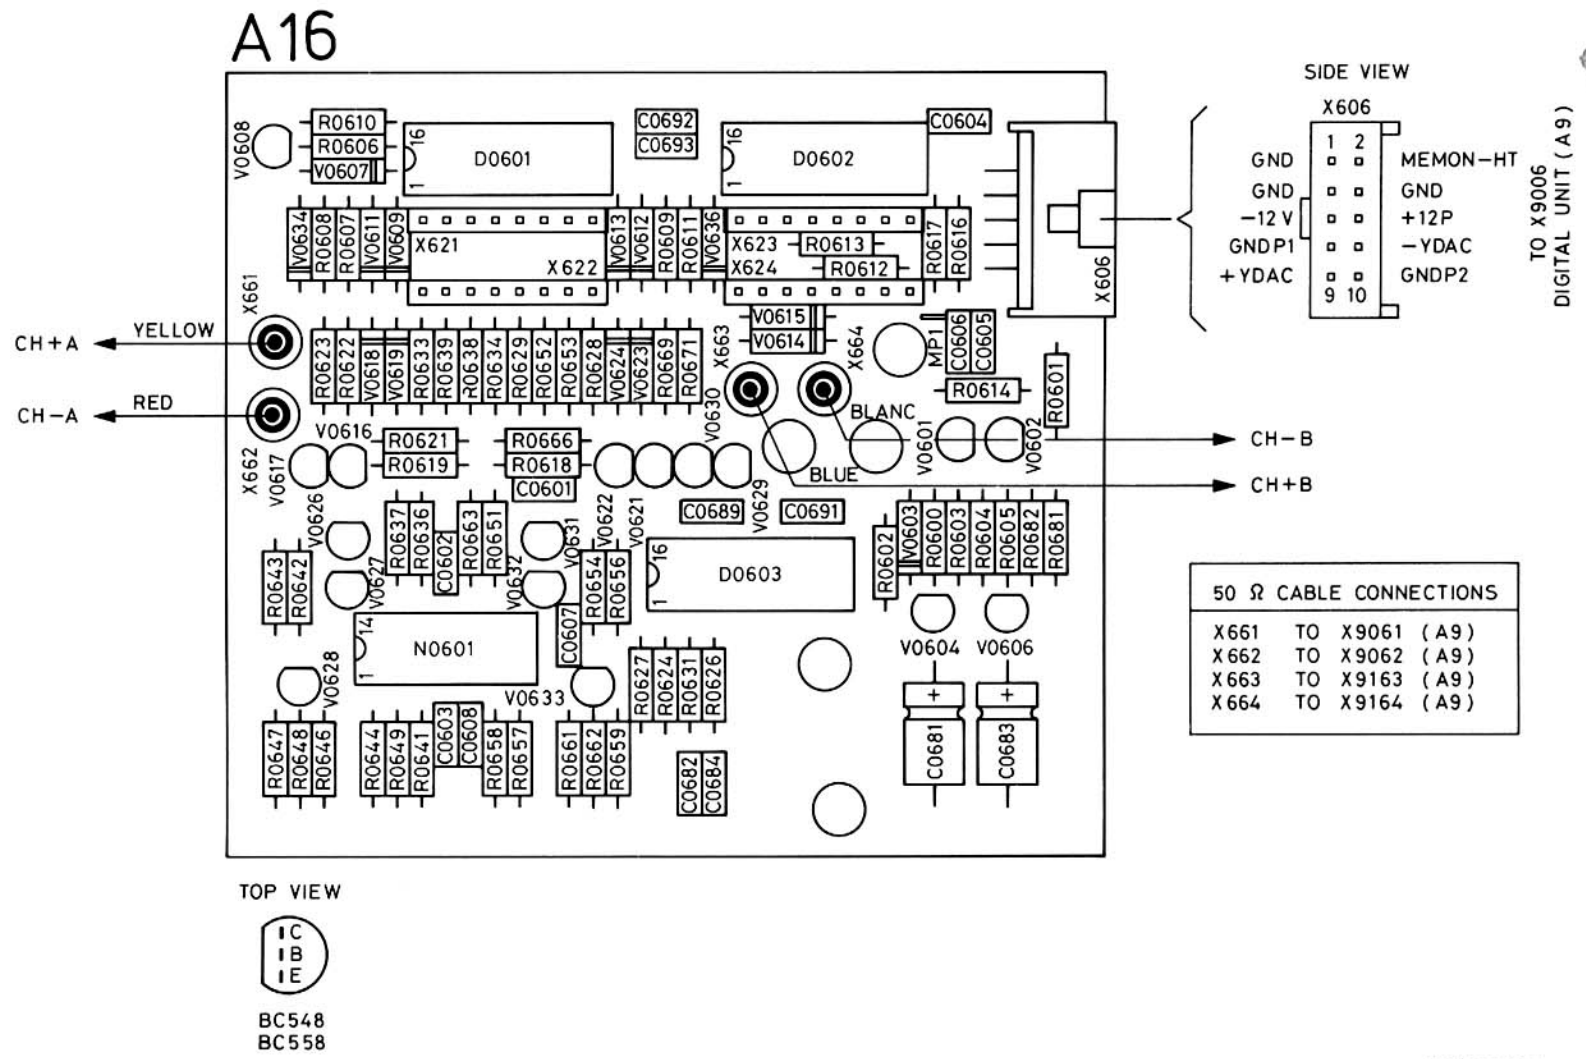 A16
SIDE VIEW
X606
1 2
GND MEMON-HT
GND GND
-12V +12P
GNDP1 -YDAC
+YDAC GNDP2
9 10
TO X9006
DIGITAL UNIT (A9)
V0608
R0610
R0606
V0607
16
1
D0601
C0692
C0693
16
1
D0602
C0604
X606
V0634
R0608
R0607
V0611
V0609
X621
X622
V0613
V0612
R0609
R0611
V0636
X623
X624
R0613
R0612
R0617
R0616
X661
CH+A
YELLOW
CH-A
RED
X662
R0623
R0622
V0618
V0619
R0633
R0639
R0638
R0634
R0629
R0652
R0653
R0628
V0624
V0623
R0669
R0671
X663
V0615
V0614
X664
MP1
C0606
C0605
R0614
R0601
V0616
V0617
R0621
R0619
R0666
R0618
C0601
V0630
BLANC
BLUE
V0601
V0602
CH-B
CH+B
V0626
R0637
R0636
C0602
R0663
R0651
V0631
V0622
V0621
C0689
V0629
C0691
R0643
R0642
V0627
V0632
R0654
R0656
16
1
D0603
R0602
V0603
R0600
R0603
R0604
R0605
R0682
R0681
14
1
N0601
C0607
V0604
V0606
V0628
V0633
R0627
R0624
R0631
R0626
R0647
R0648
R0646
R0644
R0649
R0641
C0603
C0608
R0658
R0657
R0661
R0662
R0659
C0682
C0684
+
C0681
+
C0683
50 Ω CABLE CONNECTIONS
X661 TO X9061 (A9)
X662 TO X9062 (A9)
X663 TO X9163 (A9)
X664 TO X9164 (A9)
TOP VIEW
C
B
E
BC548
BC558